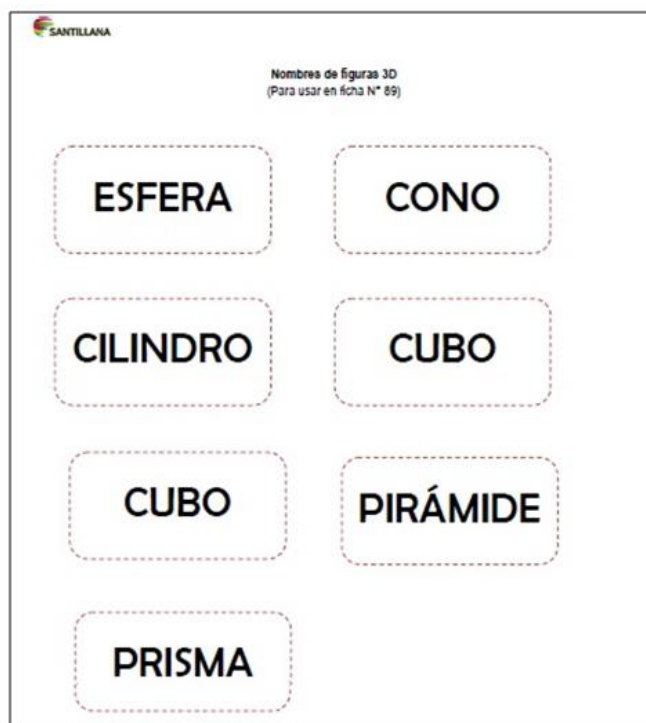 SANTILLANA
Nombres de figuras 3D
(Para usar en ficha N° 89)
ESFERA
CONO
CILINDRO
CUBO
CUBO
PIRÁMIDE
PRISMA